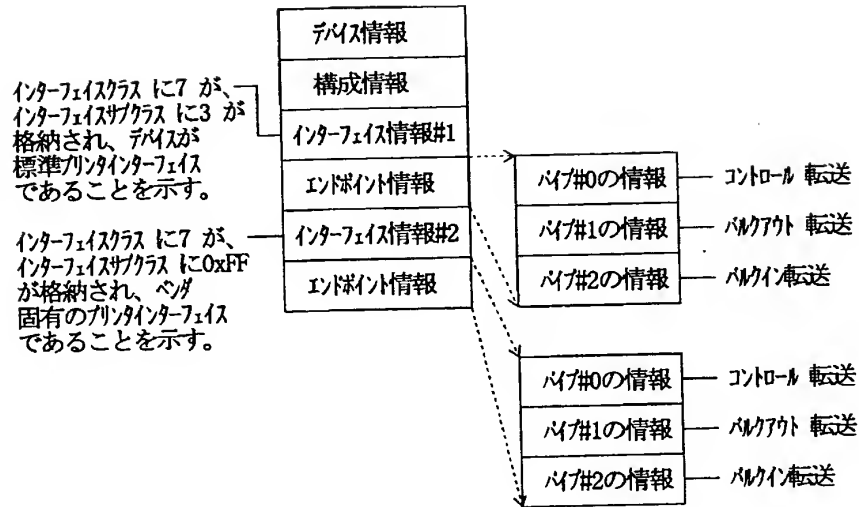 デバイス情報
構成情報
インターフェイス情報#1
エンドポイント情報
インターフェイス情報#2
エンドポイント情報
インターフェイスクラス に7 が、
インターフェイスサブクラス に3 が
格納され、デバイスが
標準プリンタインターフェイス
であることを示す。
インターフェイスクラス に7 が、
インターフェイスサブクラス に0xFF
が格納され、ベンダ
固有のプリンタインターフェイス
であることを示す。
パイプ#0の情報
コントロール 転送
パイプ#1の情報
バルクアウト 転送
パイプ#2の情報
バルクイン転送
パイプ#0の情報
コントロール 転送
パイプ#1の情報
バルクアウト 転送
パイプ#2の情報
バルクイン転送